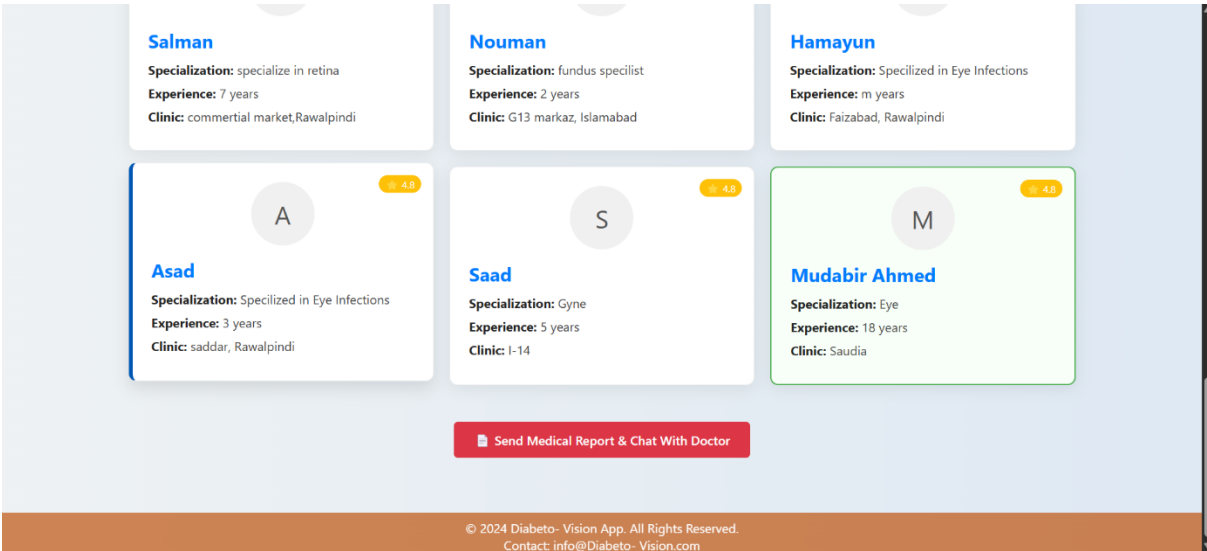 Salman
Specialization: specialize in retina
Experience: 7 years
Clinic: commertial market,Rawalpindi
Nouman
Specialization: fundus specilist
Experience: 2 years
Clinic: G13 markaz, Islamabad
Hamayun
Specialization: Specilized in Eye Infections
Experience: m years
Clinic: Faizabad, Rawalpindi
4.8
A
Asad
Specialization: Specilized in Eye Infections
Experience: 3 years
Clinic: saddar, Rawalpindi
4.8
S
Saad
Specialization: Gyne
Experience: 5 years
Clinic: I-14
4.8
M
Mudabir Ahmed
Specialization: Eye
Experience: 18 years
Clinic: Saudia
Send Medical Report & Chat With Doctor
© 2024 Diabeto- Vision App. All Rights Reserved.
Contact: info@Diabeto- Vision.com